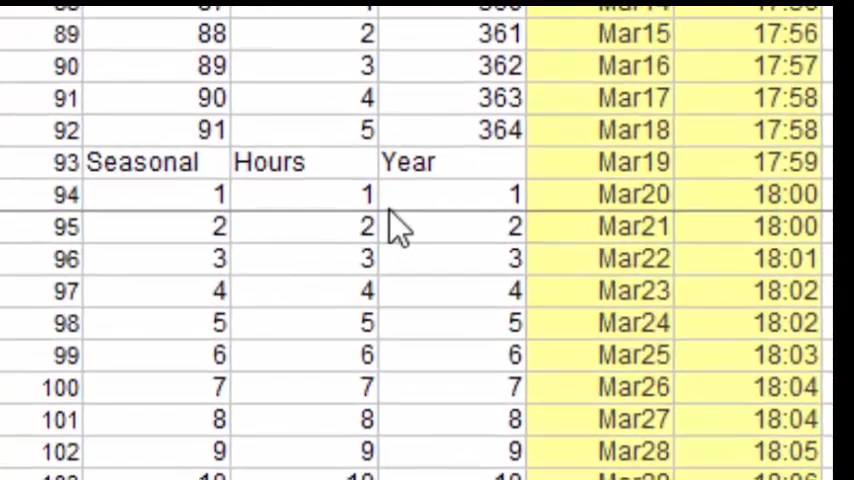 89 88 2 361 Mar15 17:56
90 89 3 362 Mar16 17:57
91 90 4 363 Mar17 17:58
92 91 5 364 Mar18 17:58
93 Seasonal Hours Year Mar19 17:59
94 1 1 1 Mar20 18:00
95 2 2 2 Mar21 18:00
96 3 3 3 Mar22 18:01
97 4 4 4 Mar23 18:02
98 5 5 5 Mar24 18:02
99 6 6 6 Mar25 18:03
100 7 7 7 Mar26 18:04
101 8 8 8 Mar27 18:04
102 9 9 9 Mar28 18:05